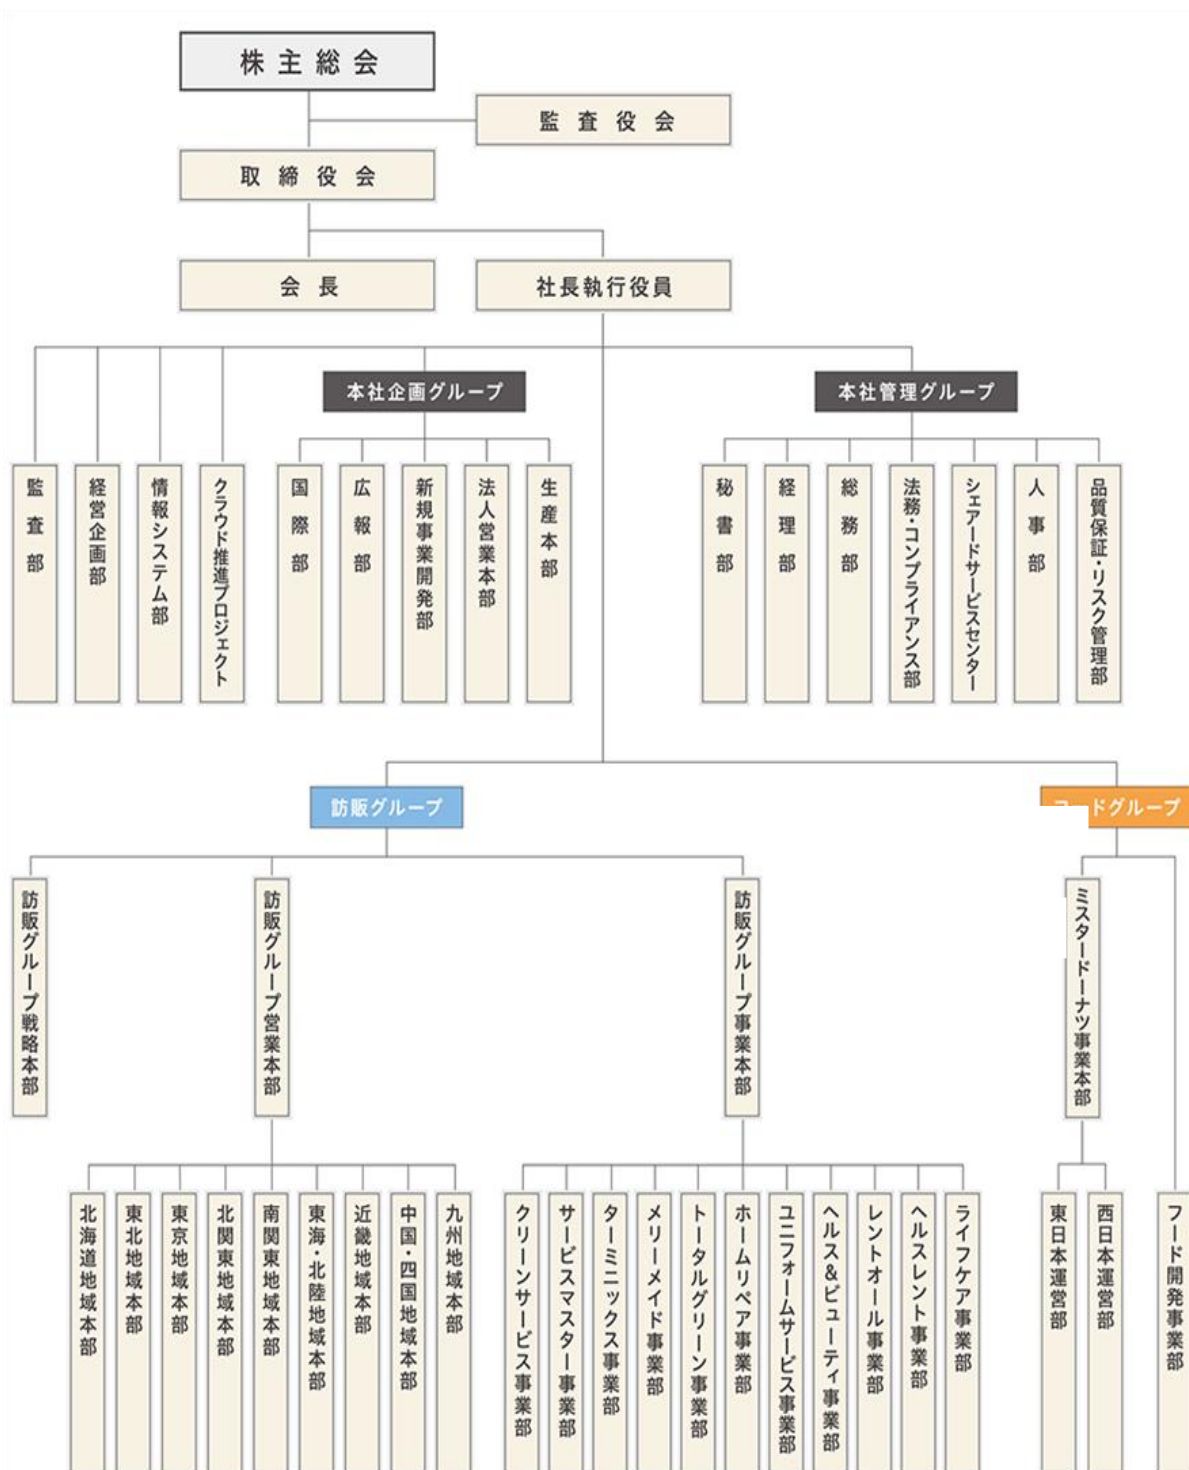 株主総会
監査役会
取締役会
会長
社長執行役員
本社企画グループ
本社管理グループ
監査部
経営企画部
情報システム部
クラウド推進プロジェクト
国際部
広報部
新規事業開発部
法人営業本部
生産本部
秘書部
経理部
総務部
法務・コンプライアンス部
シェアードサービスセンター
人事部
品質保証・リスク管理部
訪販グループ
ドグループ
訪販グループ戦略本部
訪販グループ営業本部
訪販グループ事業本部
ミスタードーナツ事業本部
北海道地域本部
東北地域本部
東京地域本部
北関東地域本部
南関東地域本部
東海・北陸地域本部
近畿地域本部
中国・四国地域本部
九州地域本部
クリーンサービス事業部
サービスマスター事業部
ターミニックス事業部
メリーメイド事業部
トータルグリーン事業部
ホームリペア事業部
ユニフォームサービス事業部
ヘルス&ビューティ事業部
レントオール事業部
ヘルスレント事業部
ライフケア事業部
東日本運営部
西日本運営部
フード開発事業部